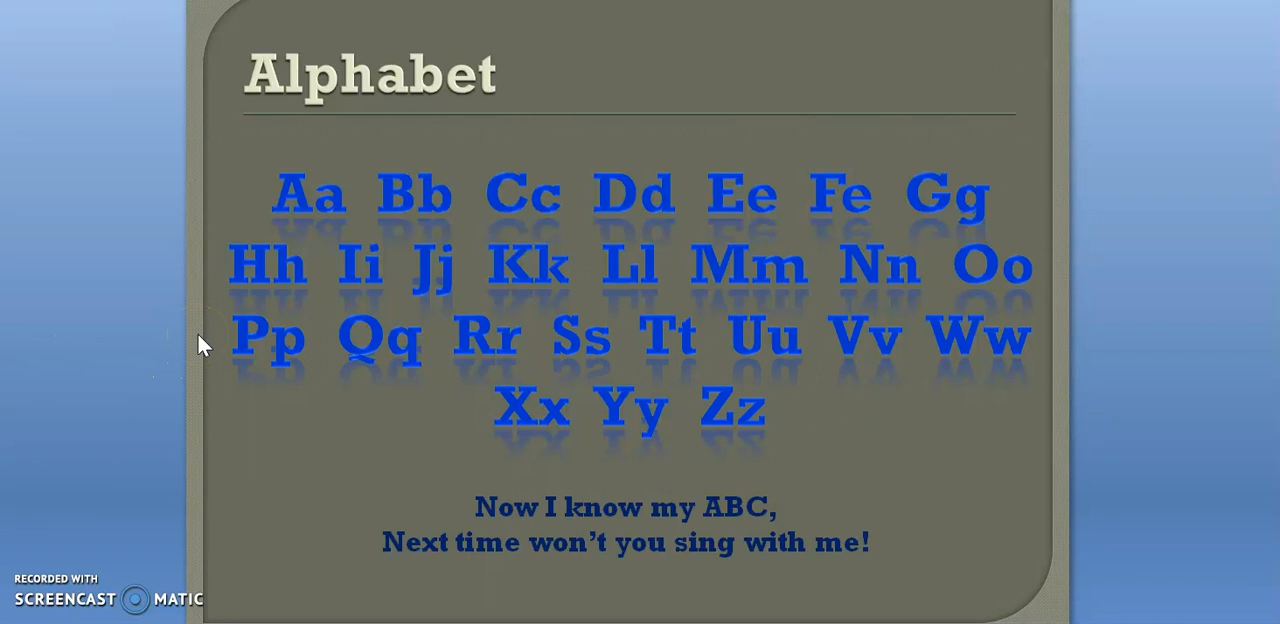 Alphabet
Aa Bb Cc Dd Ee Fe Gg
Hh Ii Jj Kk Ll Mm Nn Oo
Pp Qq Rr Ss Tt Uu Vv Ww
Xx Yy Zz
Now I know my ABC,
Next time won’t you sing with me!
RECORDED WITH
SCREENCAST MATIC